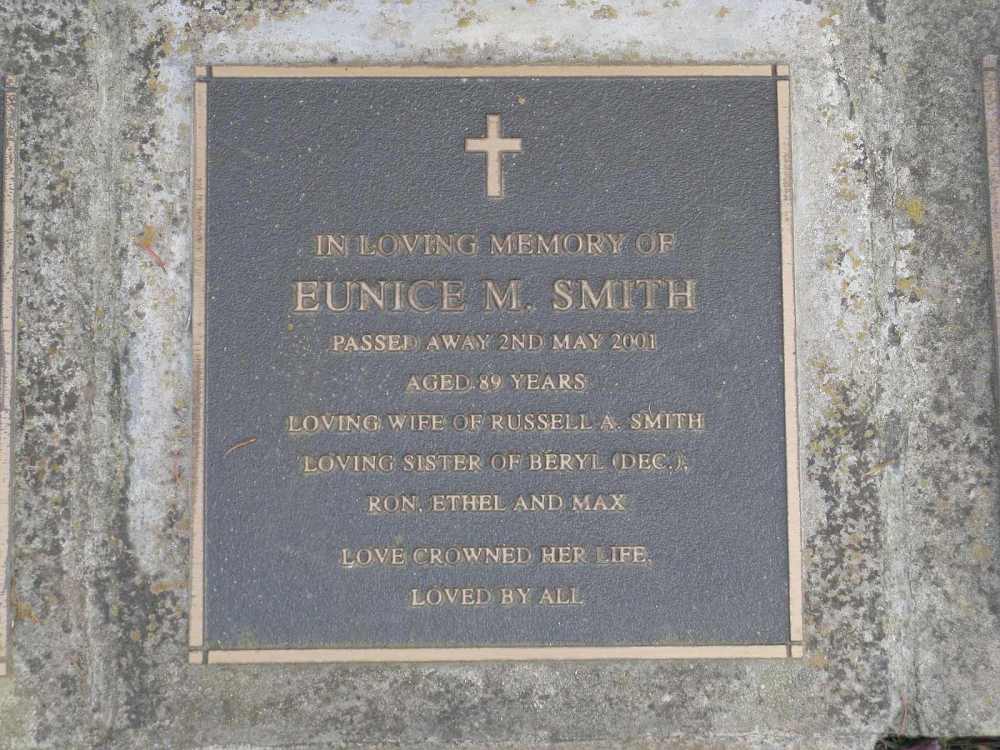 IN LOVING MEMORY OF
EUNICE M. SMITH
PASSED AWAY 2ND MAY 2001
AGED 89 YEARS
LOVING WIFE OF RUSSELL A. SMITH
LOVING SISTER OF BERYL (DEC.),
RON, ETHEL AND MAX
LOVE CROWNED HER LIFE,
LOVED BY ALL